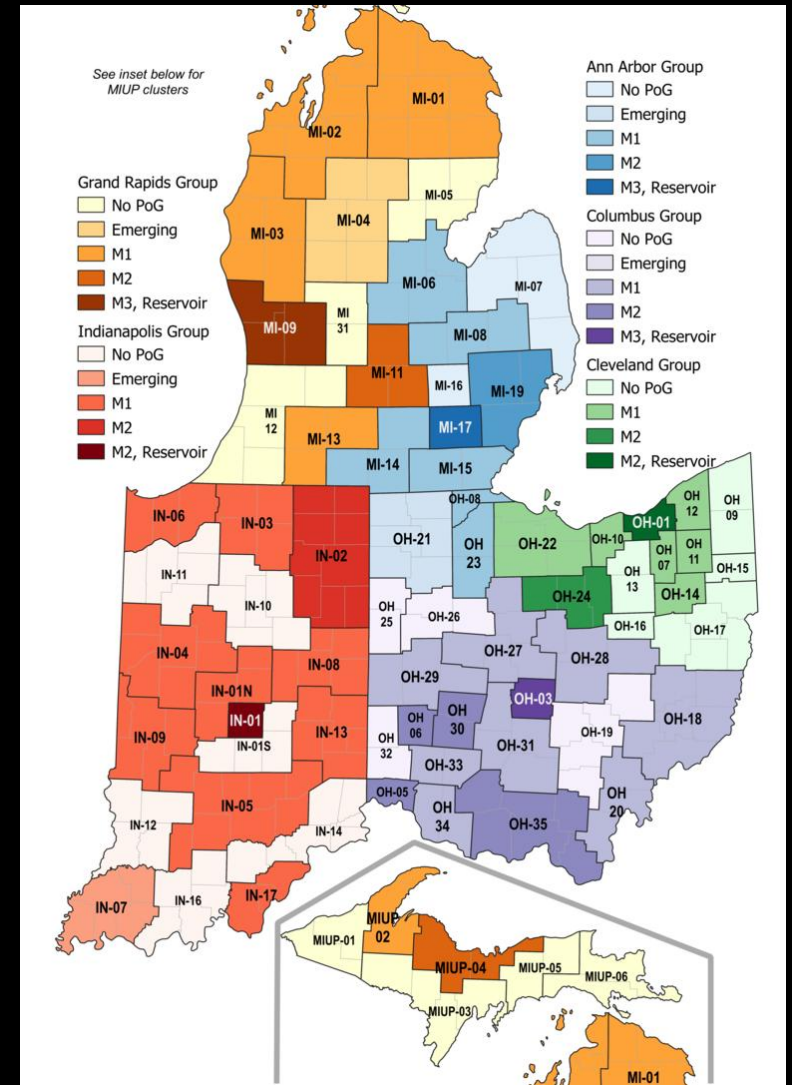 See inset below for
MIUP clusters
Grand Rapids Group
No PoG
Emerging
M1
M2
M3, Reservoir
Indianapolis Group
No PoG
Emerging
M1
M2
M2, Reservoir
Ann Arbor Group
No PoG
Emerging
M1
M2
M3, Reservoir
Columbus Group
No PoG
Emerging
M1
M2
M3, Reservoir
Cleveland Group
No PoG
M1
M2
M2, Reservoir
MI-01
MI-02
MI-05
MI-04
MI-03
MI-06
MI-07
MI-09
MI
31
MI-08
MI-11
MI-16
MI-19
MI
12
MI-13
MI-17
MI-14
MI-15
IN-06
IN-03
IN-02
IN-11
IN-10
IN-04
IN-08
IN-01N
IN-01
IN-01S
IN-09
IN-13
IN-05
IN-12
IN-14
IN-07
IN-16
IN-17
OH-08
OH-21
OH
23
OH-22
OH-10
OH-01
OH
12
OH
09
OH
07
OH
11
OH
13
OH-15
OH-24
OH-14
OH-16
OH-17
OH
25
OH-26
OH-27
OH-28
OH-29
OH-03
OH
06
OH
30
OH
32
OH-31
OH-19
OH-18
OH-33
OH-05
OH
34
OH-35
OH
20
MIUP-01
MIUP
02
MIUP-04
MIUP-05
MIUP-06
MIUP-03
MI-01